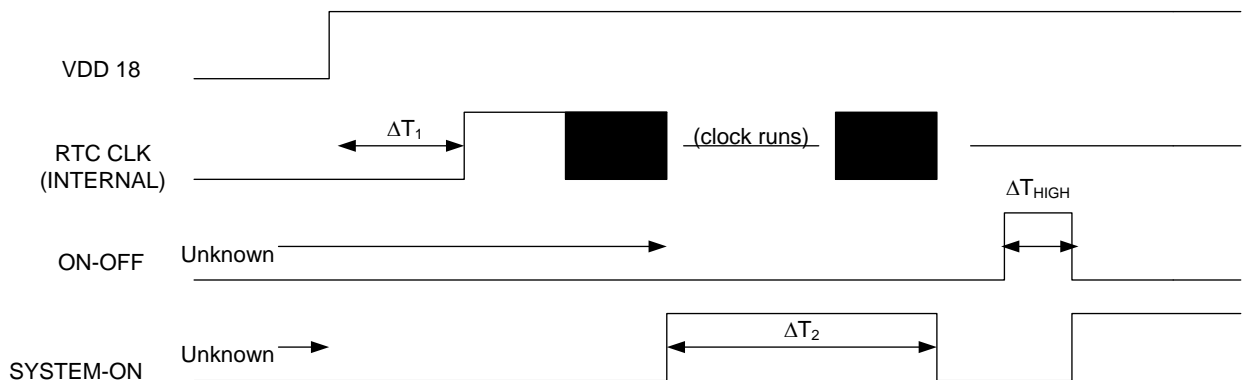 VDD 18
ΔT1
RTC CLK
(INTERNAL)
(clock runs)
ΔTHIGH
Unknown
ON-OFF
ΔT2
Unknown
SYSTEM-ON